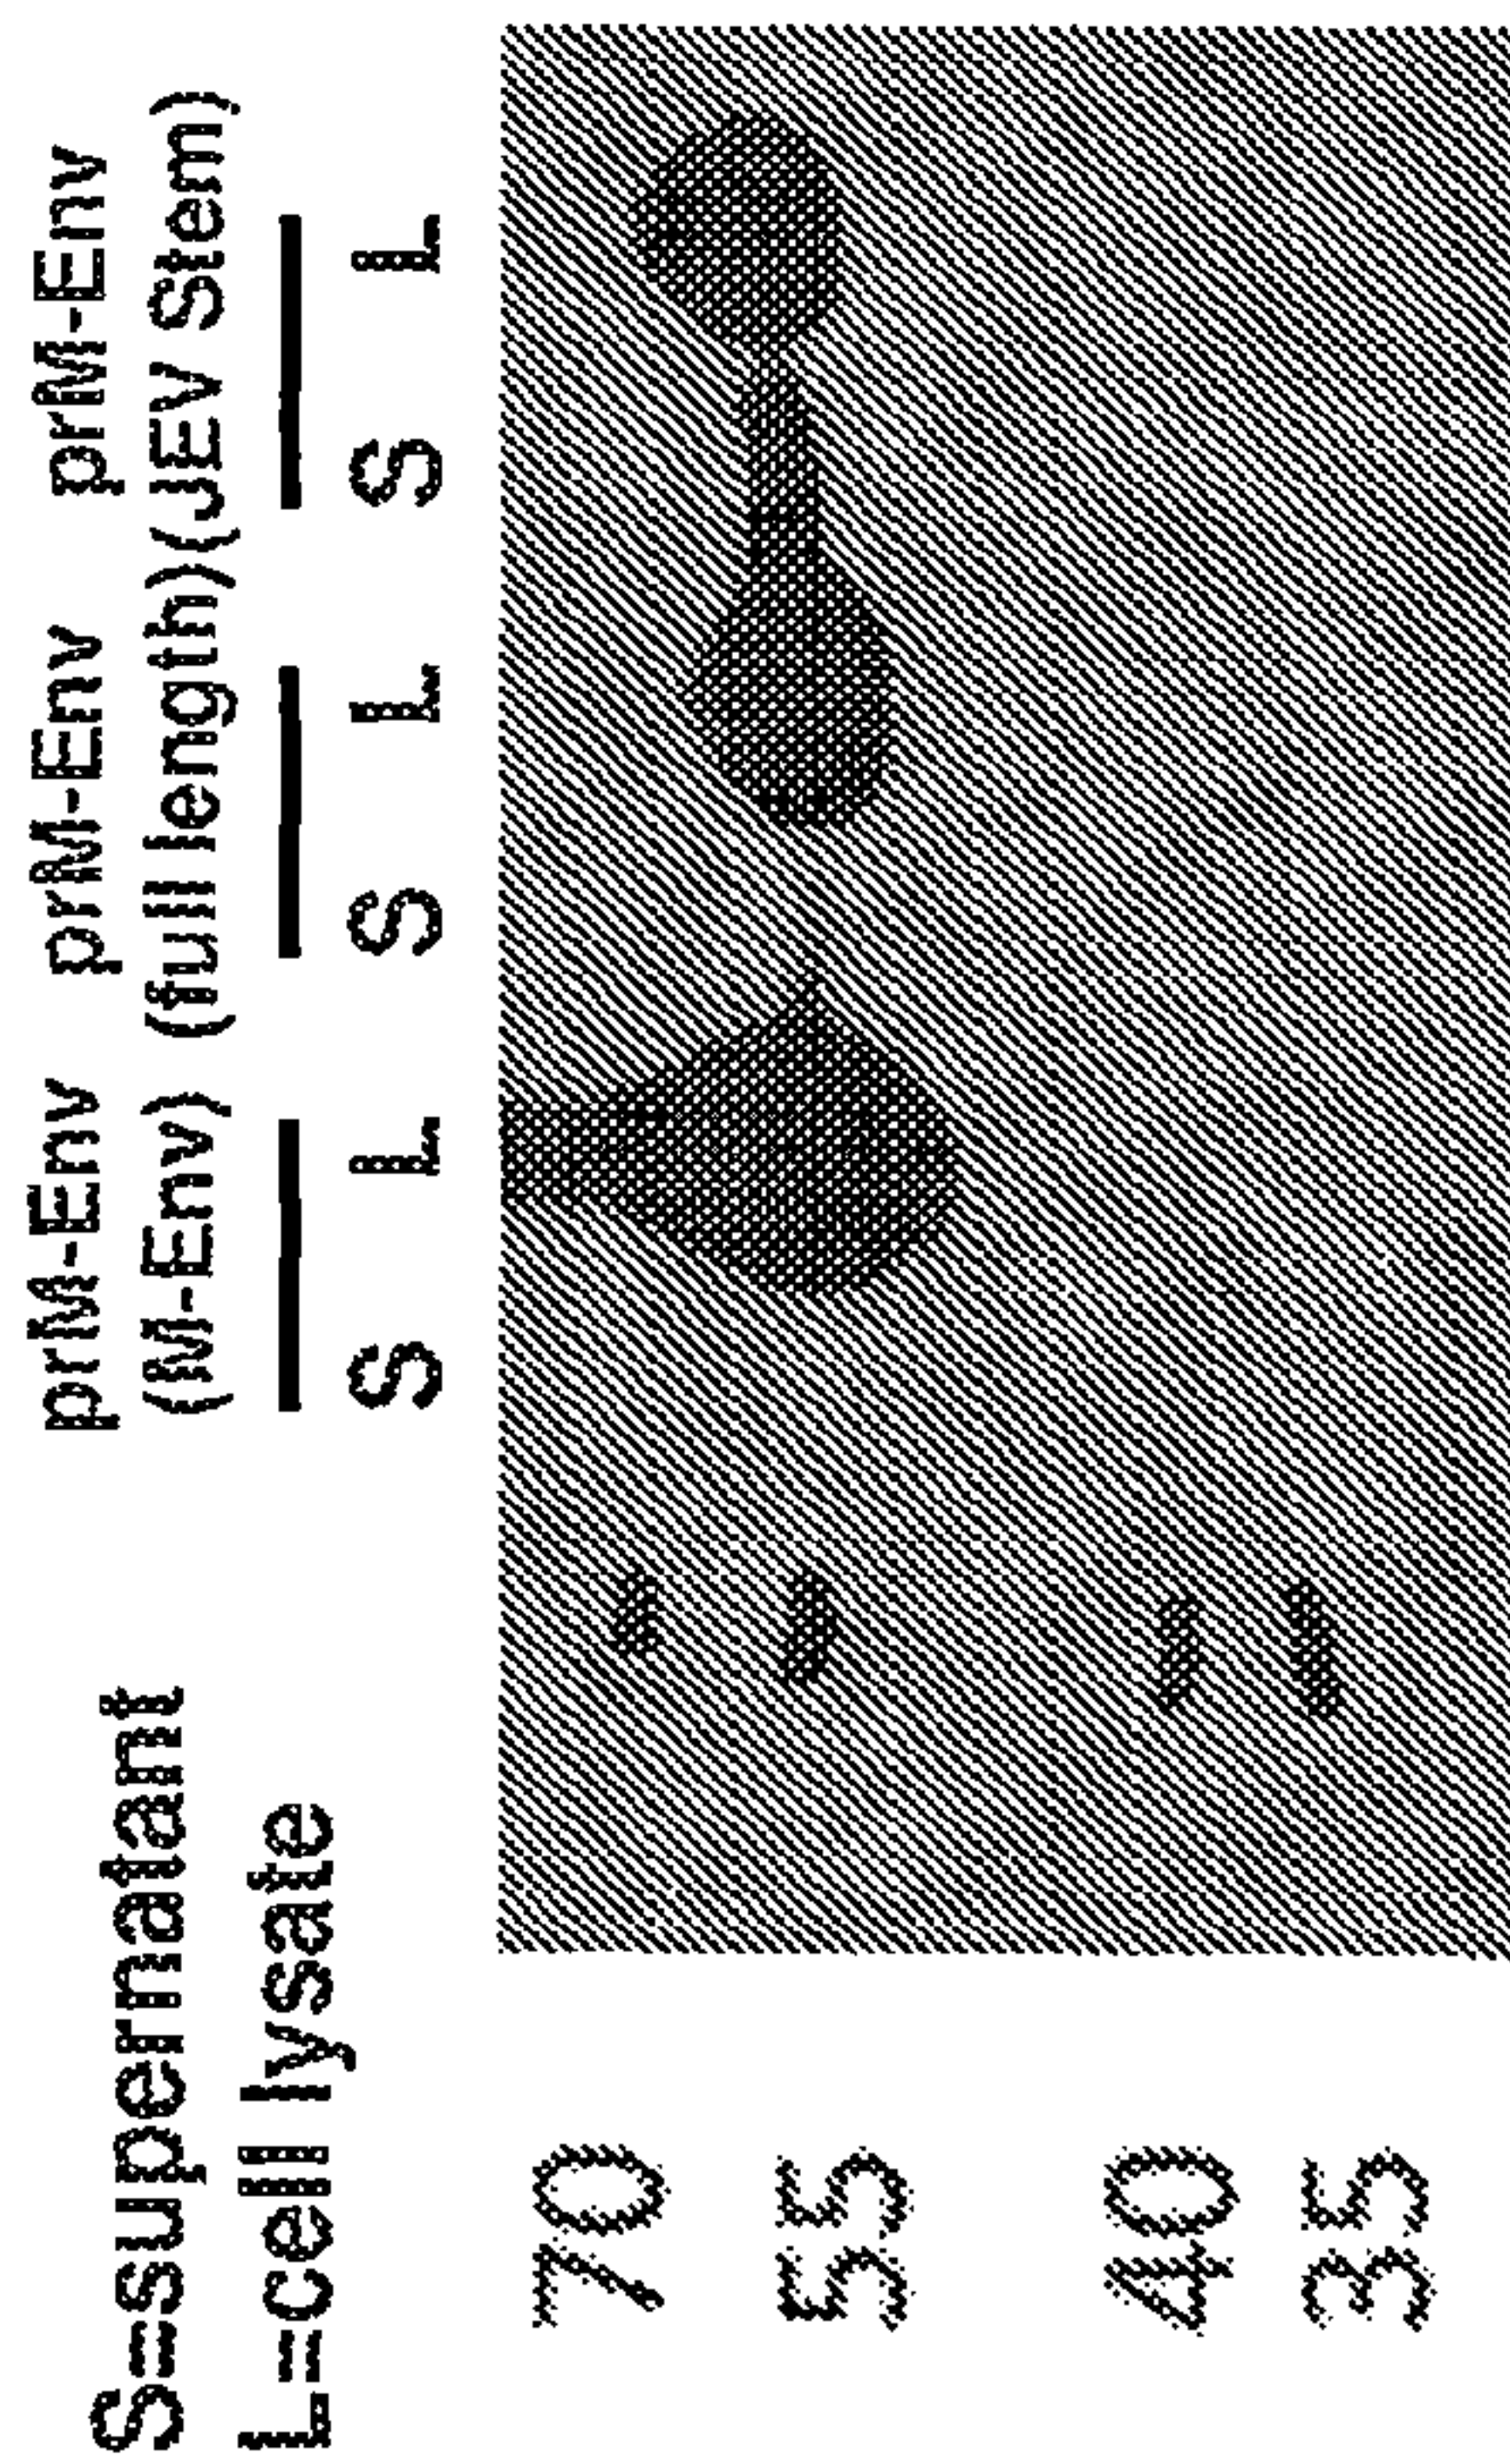 S=supernatant
L=cell lysate
prM-Env prM-Env prM-Env
(M-Env) (full length)(JEV Stem)
S L S L S L
70
55
40
35